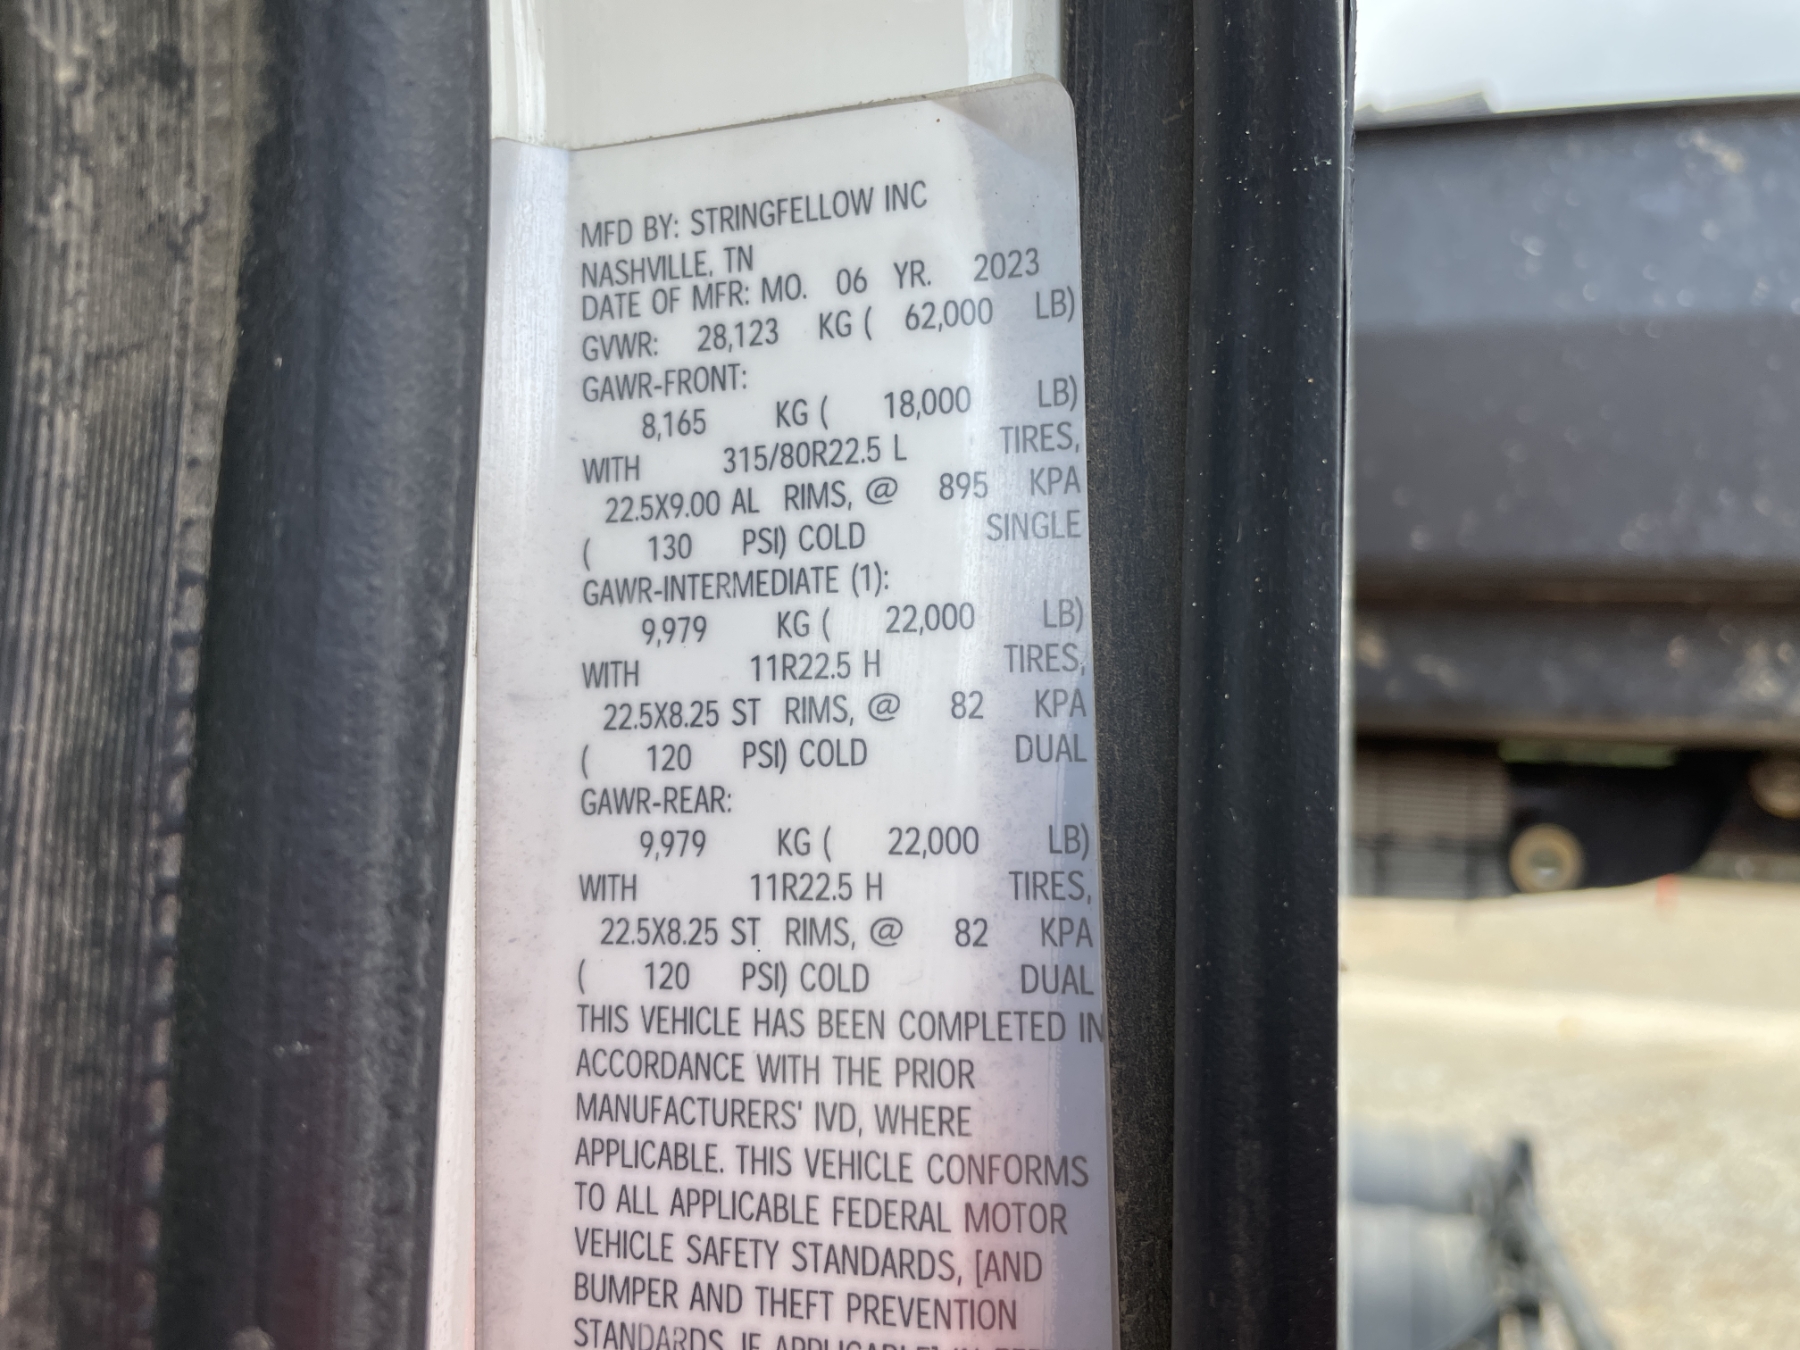 MFD BY: STRINGFELLOW INC
NASHVILLE, TN
DATE OF MFR: MO. 06 YR. 2023
GVWR: 28,123 KG ( 62,000 LB)
GAWR-FRONT:
8,165 KG ( 18,000 LB)
WITH 315/80R22.5 L TIRES,
22.5X9.00 AL RIMS, @ 895 KPA
( 130 PSI) COLD SINGLE
GAWR-INTERMEDIATE (1):
9,979 KG ( 22,000 LB)
WITH 11R22.5 H TIRES,
22.5X8.25 ST RIMS, @ 82 KPA
( 120 PSI) COLD DUAL
GAWR-REAR:
9,979 KG ( 22,000 LB)
WITH 11R22.5 H TIRES,
22.5X8.25 ST RIMS, @ 82 KPA
( 120 PSI) COLD DUAL
THIS VEHICLE HAS BEEN COMPLETED IN
ACCORDANCE WITH THE PRIOR
MANUFACTURERS' IVD, WHERE
APPLICABLE. THIS VEHICLE CONFORMS
TO ALL APPLICABLE FEDERAL MOTOR
VEHICLE SAFETY STANDARDS, [AND
BUMPER AND THEFT PREVENTION
STANDARDS, IF APPLICABLE] IN